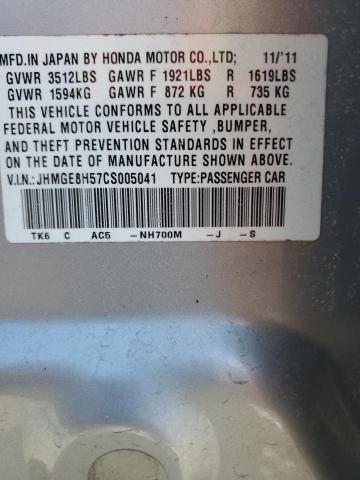 MFD.IN JAPAN BY HONDA MOTOR CO.,LTD; 11/'11
GVWR 3512LBS GAWR F 1921LBS R 1619LBS
GVWR 1594KG GAWR F 872 KG R 735 KG
THIS VEHICLE CONFORMS TO ALL APPLICABLE
FEDERAL MOTOR VEHICLE SAFETY ,BUMPER,
AND THEFT PREVENTION STANDARDS IN EFFECT
ON THE DATE OF MANUFACTURE SHOWN ABOVE.
V.I.N.: JHMGE8H57CS005041 TYPE:PASSENGER CAR
TK6 C AC5 -NH700M -J -S